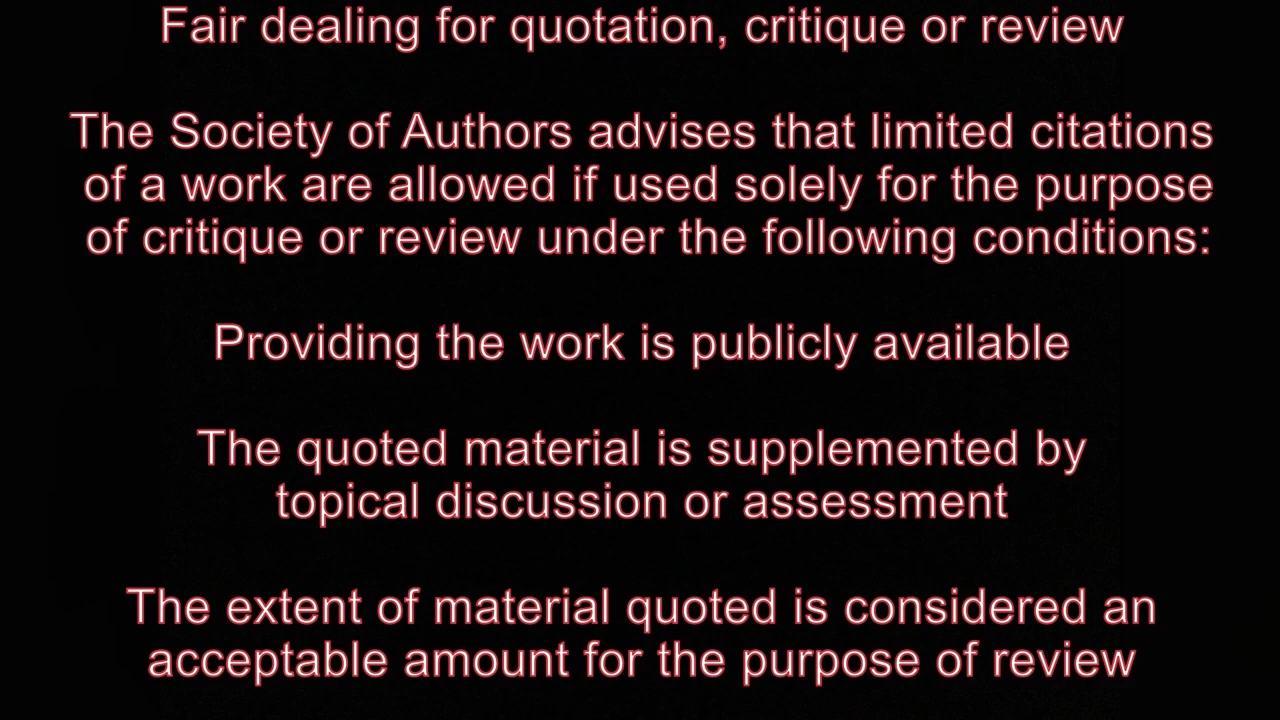 Fair dealing for quotation, critique or review
The Society of Authors advises that limited citations
of a work are allowed if used solely for the purpose
of critique or review under the following conditions:
Providing the work is publicly available
The quoted material is supplemented by
topical discussion or assessment
The extent of material quoted is considered an
acceptable amount for the purpose of review